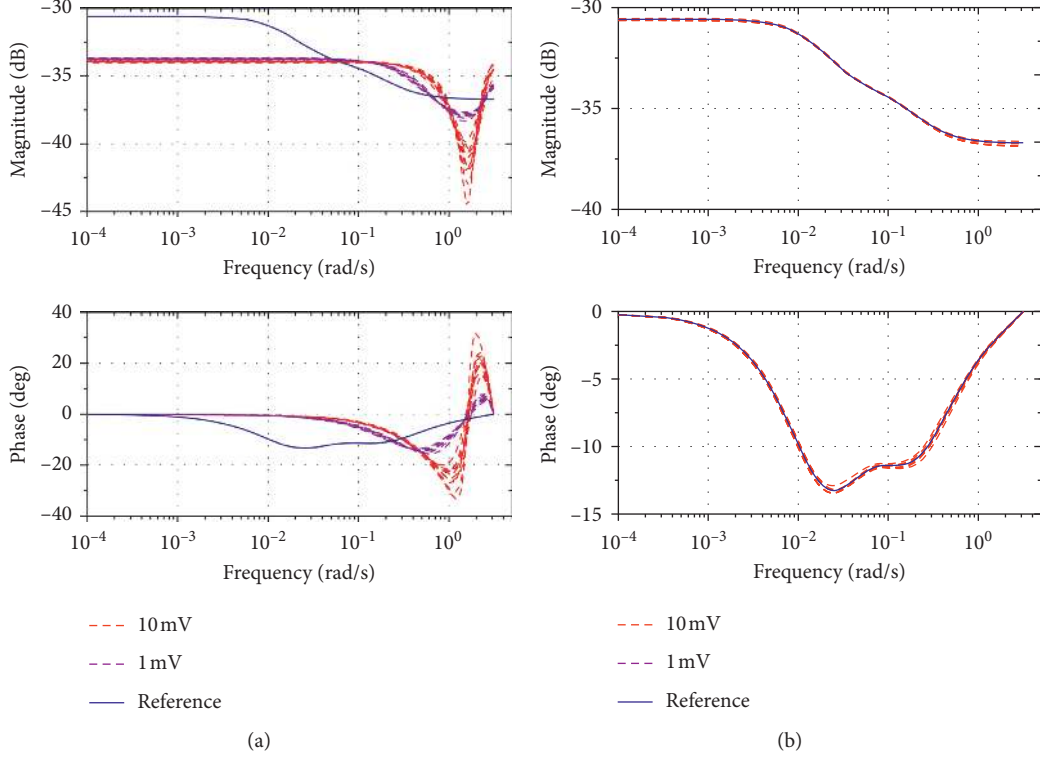 −30
−35
−40
−45
Magnitude (dB)
10−4
10−3
10−2
10−1
100
Frequency (rad/s)
40
20
0
−20
−40
Phase (deg)
10−4
10−3
10−2
10−1
100
Frequency (rad/s)
10 mV
1 mV
Reference
(a)
−30
−35
−40
Magnitude (dB)
10−4
10−3
10−2
10−1
100
Frequency (rad/s)
0
−5
−10
−15
Phase (deg)
10−4
10−3
10−2
10−1
100
Frequency (rad/s)
10 mV
1 mV
Reference
(b)